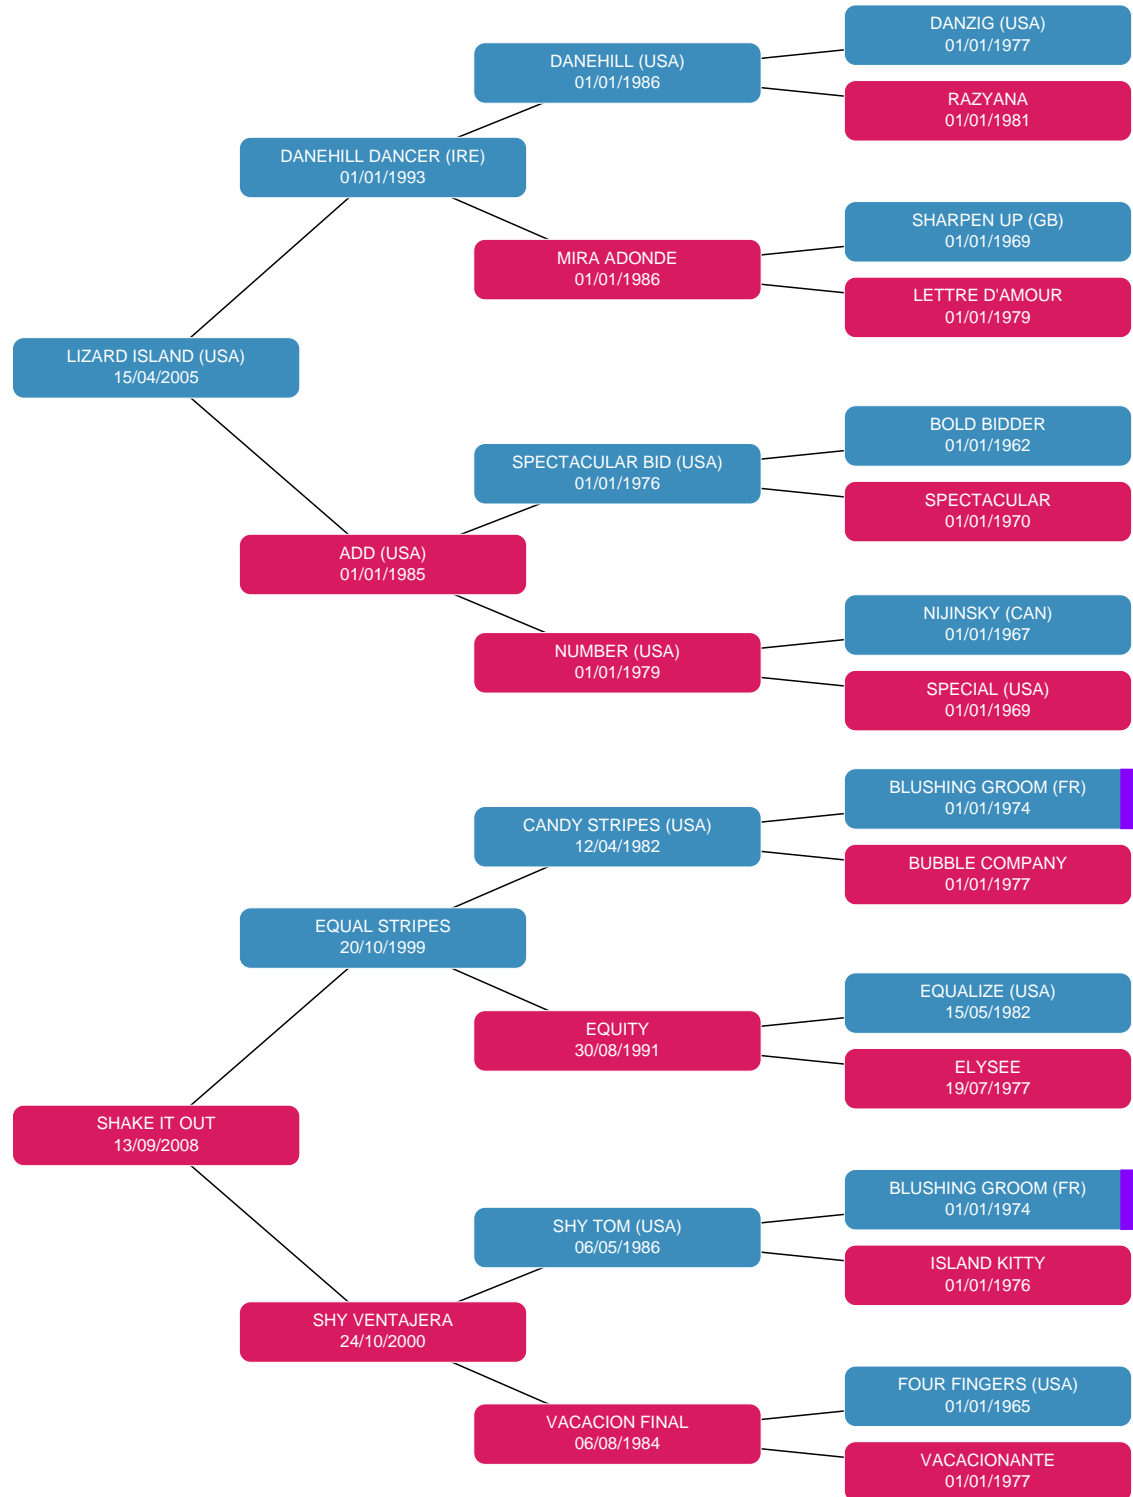 DANZIG (USA)
01/01/1977
DANEHILL (USA)
01/01/1986
RAZYANA
01/01/1981
DANEHILL DANCER (IRE)
01/01/1993
SHARPEN UP (GB)
01/01/1969
MIRA ADONDE
01/01/1986
LETTRE D'AMOUR
01/01/1979
LIZARD ISLAND (USA)
15/04/2005
BOLD BIDDER
01/01/1962
SPECTACULAR BID (USA)
01/01/1976
SPECTACULAR
01/01/1970
ADD (USA)
01/01/1985
NIJINSKY (CAN)
01/01/1967
NUMBER (USA)
01/01/1979
SPECIAL (USA)
01/01/1969
BLUSHING GROOM (FR)
01/01/1974
CANDY STRIPES (USA)
12/04/1982
BUBBLE COMPANY
01/01/1977
EQUAL STRIPES
20/10/1999
EQUALIZE (USA)
15/05/1982
EQUITY
30/08/1991
ELYSEE
19/07/1977
SHAKE IT OUT
13/09/2008
BLUSHING GROOM (FR)
01/01/1974
SHY TOM (USA)
06/05/1986
ISLAND KITTY
01/01/1976
SHY VENTAJERA
24/10/2000
FOUR FINGERS (USA)
01/01/1965
VACACION FINAL
06/08/1984
VACACIONANTE
01/01/1977